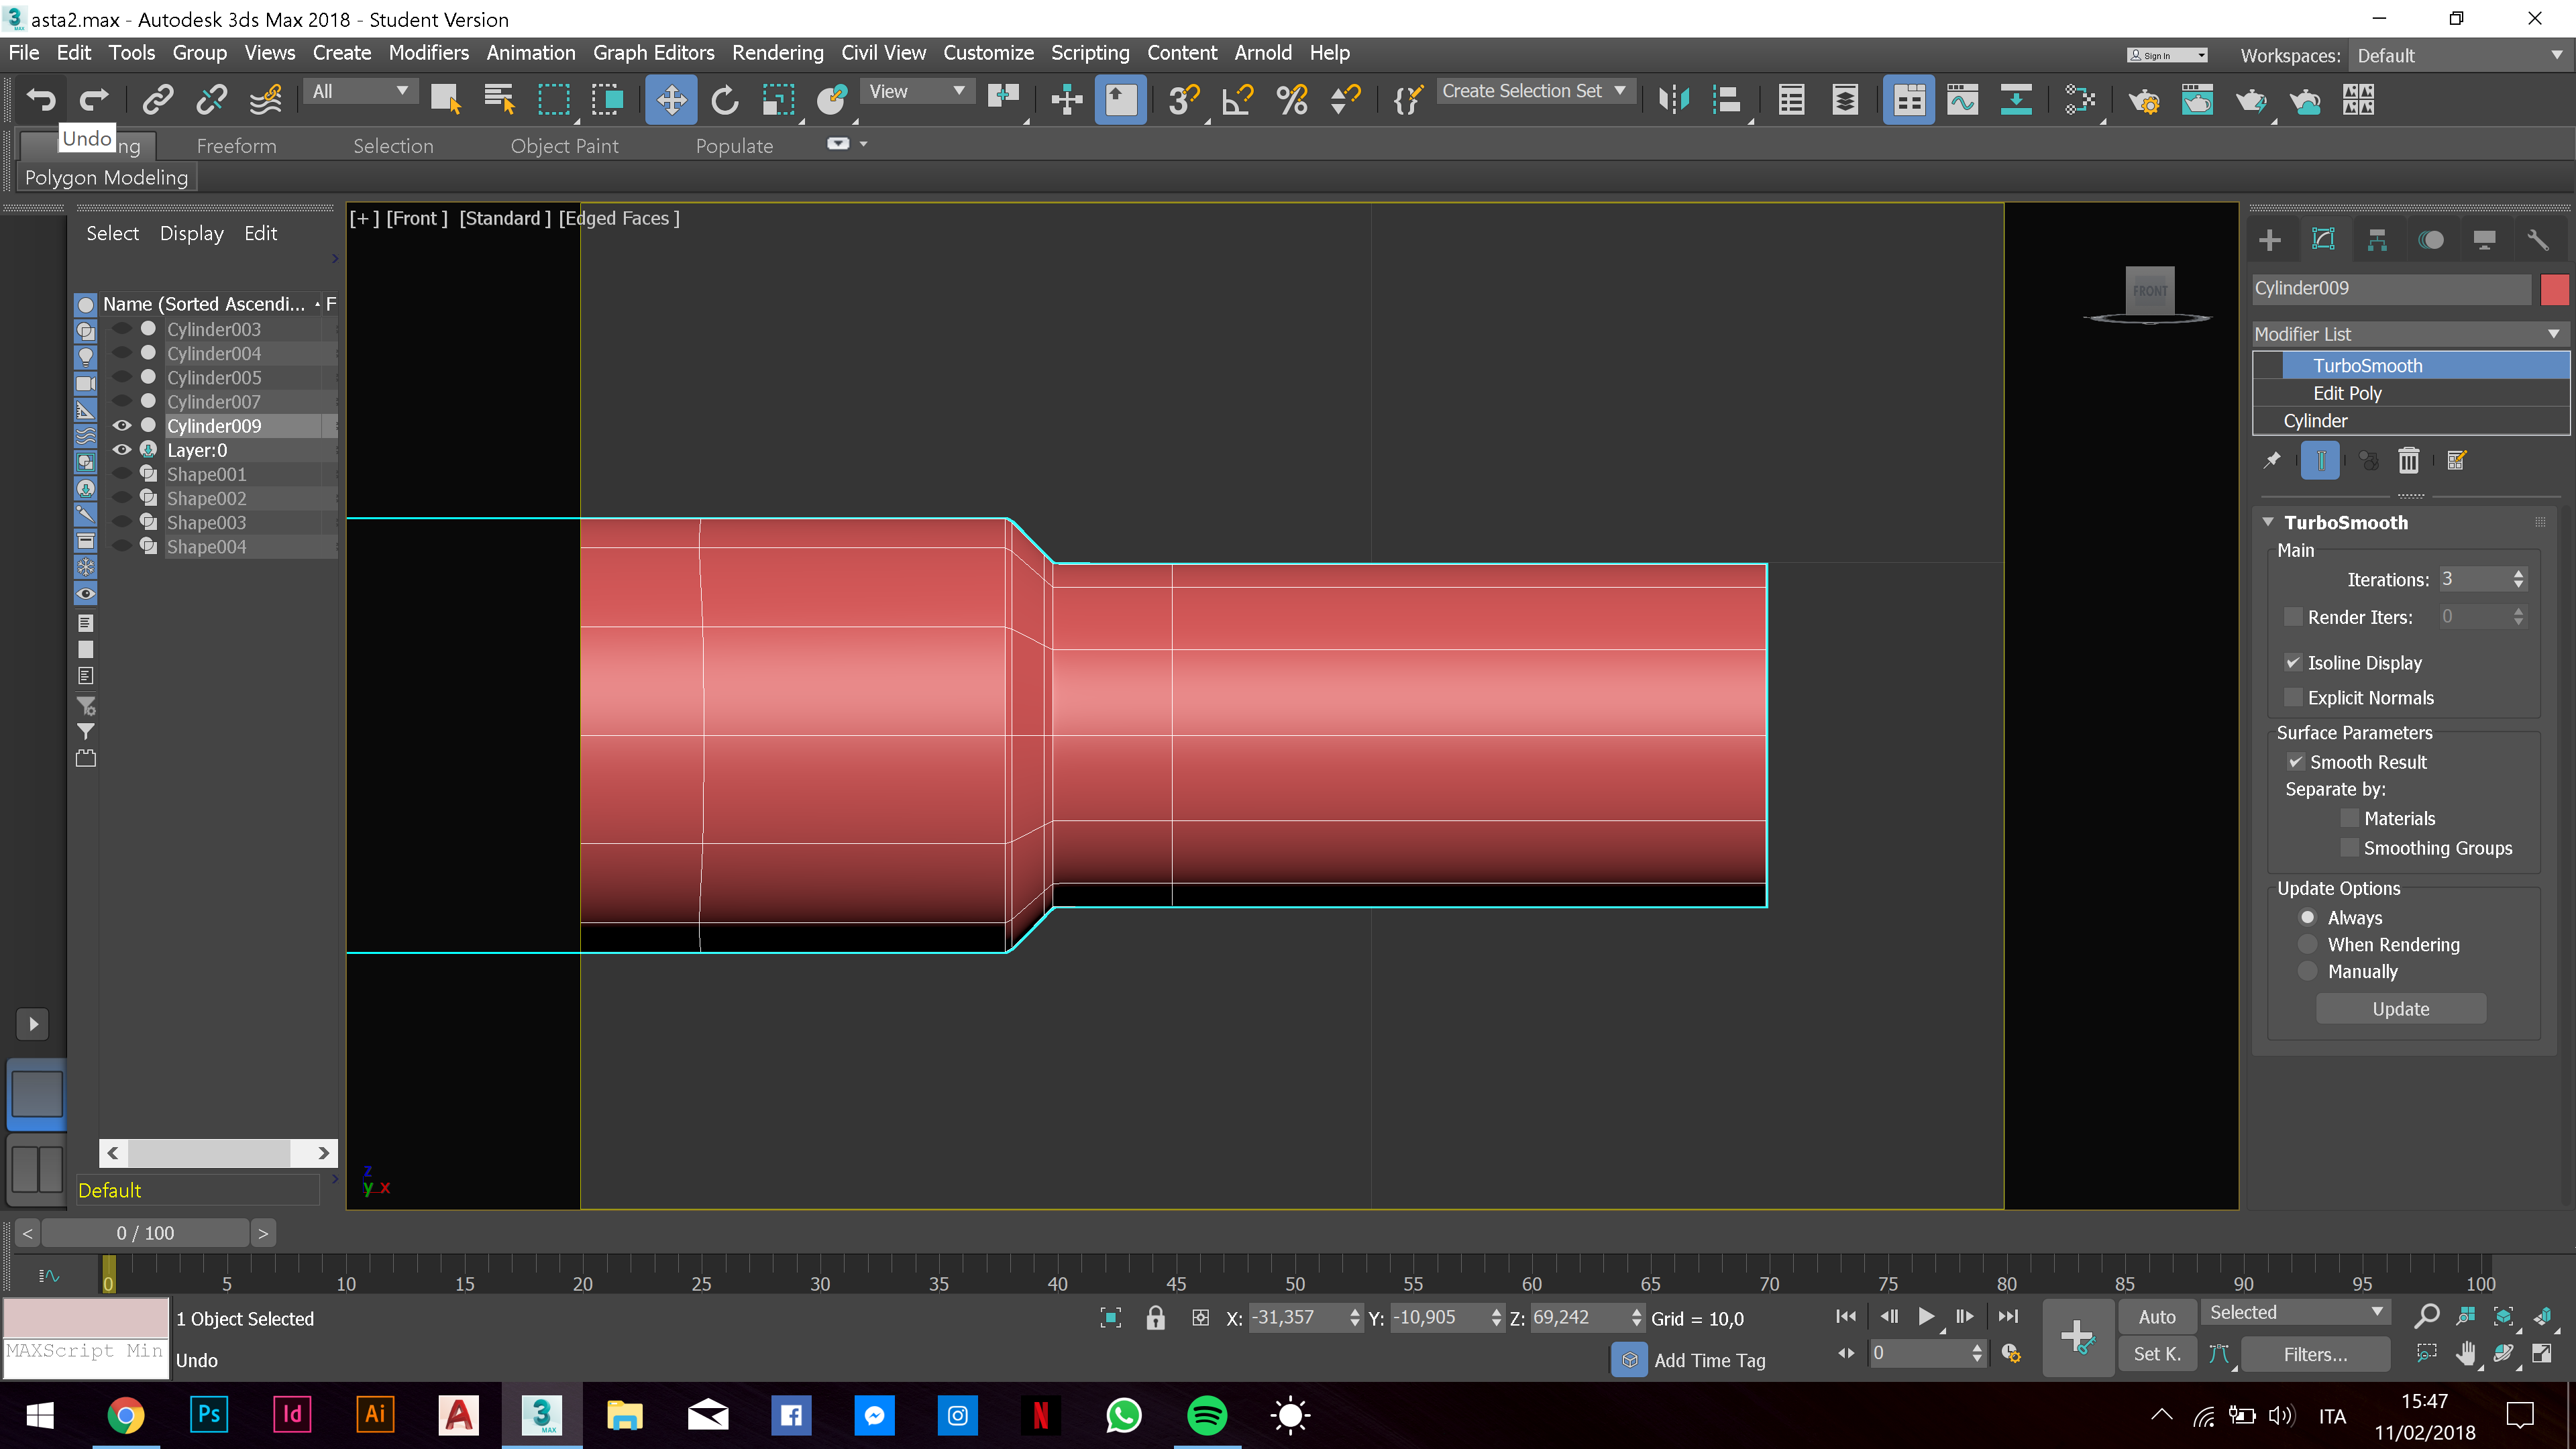 asta2.max - Autodesk 3ds Max 2018 - Student Version
File Edit Tools Group Views Create Modifiers Animation Graph Editors Rendering Civil View Customize Scripting Content Arnold Help
Sign In
Workspaces: Default
All
View
Create Selection Set
Undo
ng Freeform Selection Object Paint Populate
Polygon Modeling
Select Display Edit
Name (Sorted Ascendi... F
Cylinder003
Cylinder004
Cylinder005
Cylinder007
Cylinder009
Layer:0
Shape001
Shape002
Shape003
Shape004
Default
[+] [Front] [Standard] [Edged Faces]
FRONT
z
y x
Cylinder009
Modifier List
TurboSmooth
Edit Poly
Cylinder
TurboSmooth
Main
Iterations: 3
Render Iters: 0
Isoline Display
Explicit Normals
Surface Parameters
Smooth Result
Separate by:
Materials
Smoothing Groups
Update Options
Always
When Rendering
Manually
Update
< 0 / 100 >
0 5 10 15 20 25 30 35 40 45 50 55 60 65 70 75 80 85 90 95 100
1 Object Selected
X: -31,357 Y: -10,905 Z: 69,242 Grid = 10,0
Auto Selected
MAXScript Min
Undo
Add Time Tag
0
Set K. Filters...
Ps Id Ai A 3 MAX N
ITA
15:47
11/02/2018